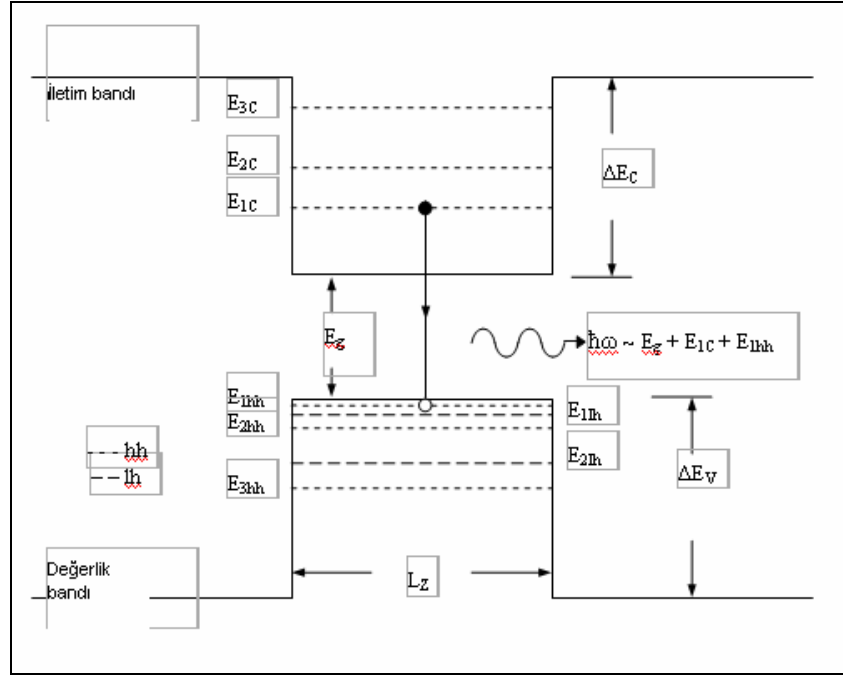 İletim bandı
E3C
E2C
E1C
ΔEC
Eg
ħω ~ Eg + E1C + E1hh
E1hh
E1lh
E2hh
hh
E2lh
lh
E3hh
ΔEV
LZ
Değerlik
bandı